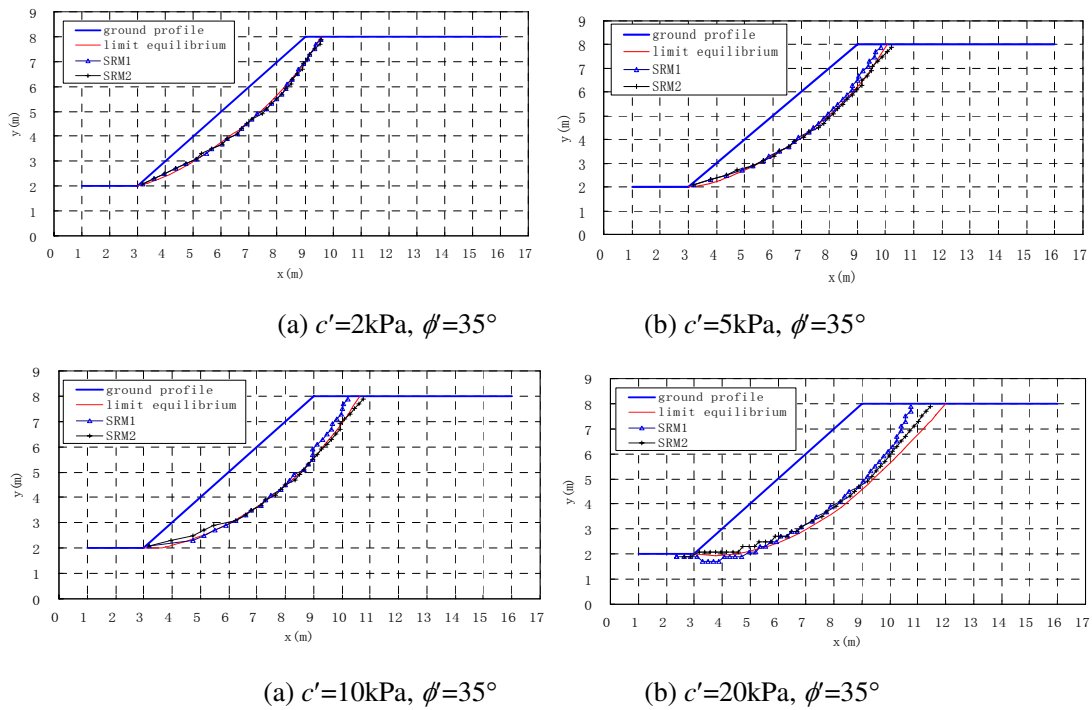 9
8
7
6
5
4
3
2
1
0
y(m)
ground profile
limit equilibrium
SRM1
SRM2
0 1 2 3 4 5 6 7 8 9 10 11 12 13 14 15 16 17
x(m)
(a) c′=2kPa, ϕ′=35°
9
8
7
6
5
4
3
2
1
0
y(m)
ground profile
limit equilibrium
SRM1
SRM2
0 1 2 3 4 5 6 7 8 9 10 11 12 13 14 15 16 17
x(m)
(b) c′=5kPa, ϕ′=35°
9
8
7
6
5
4
3
2
1
0
y(m)
ground profile
limit equilibrium
SRM1
SRM2
0 1 2 3 4 5 6 7 8 9 10 11 12 13 14 15 16 17
x(m)
(a) c′=10kPa, ϕ′=35°
9
8
7
6
5
4
3
2
1
0
y(m)
ground profile
limit equilibrium
SRM1
SRM2
0 1 2 3 4 5 6 7 8 9 10 11 12 13 14 15 16 17
x(m)
(b) c′=20kPa, ϕ′=35°